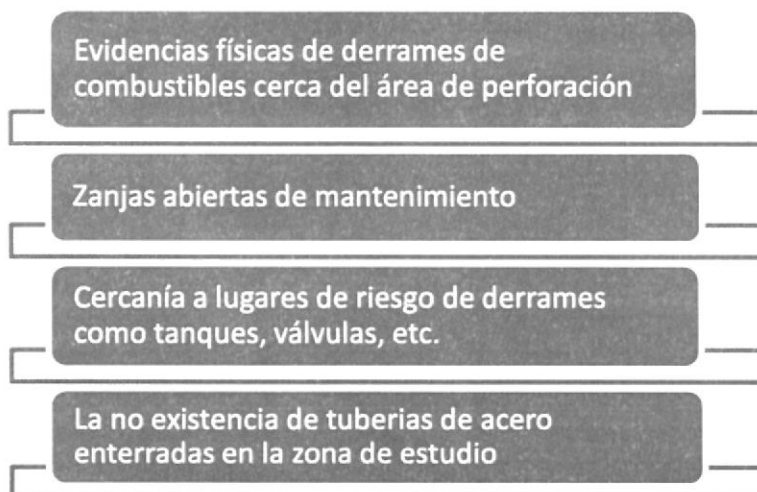 Evidencias físicas de derrames de
combustibles cerca del área de perforación
Zanjas abiertas de mantenimiento
Cercanía a lugares de riesgo de derrames
como tanques, válvulas, etc.
La no existencia de tuberias de acero
enterradas en la zona de estudio